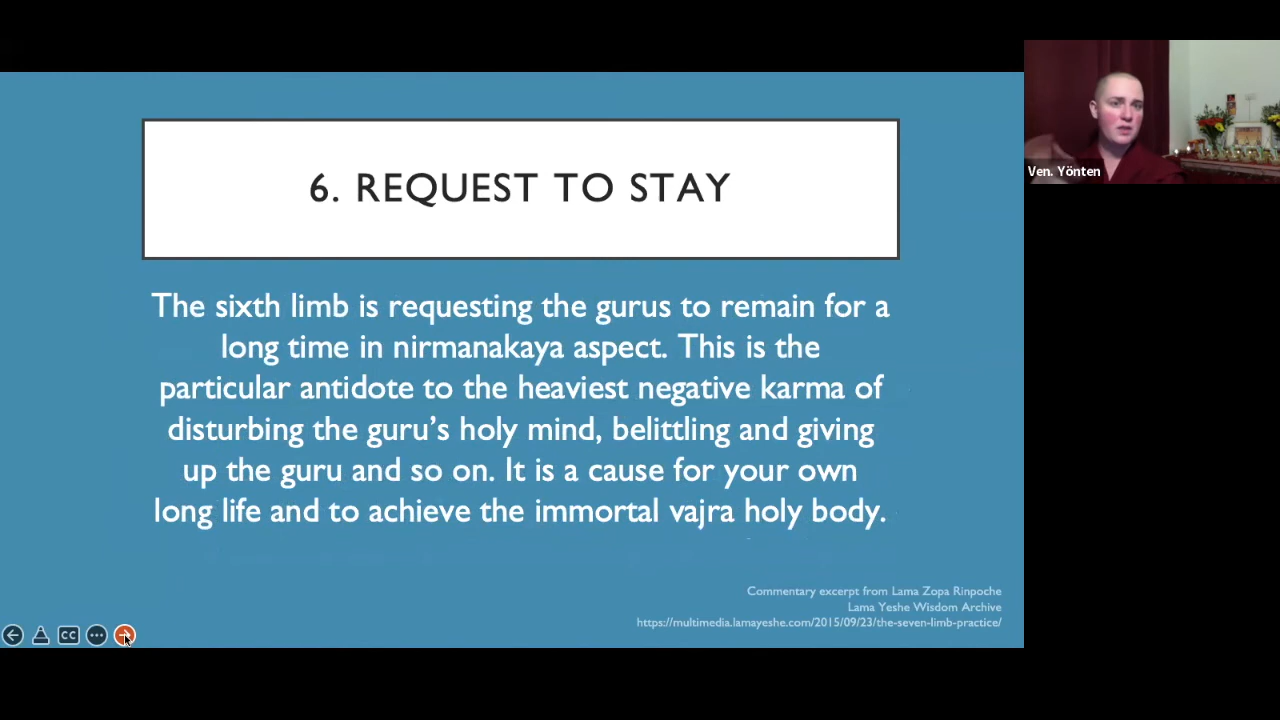 6. REQUEST TO STAY
The sixth limb is requesting the gurus to remain for a
long time in nirmanakaya aspect. This is the
particular antidote to the heaviest negative karma of
disturbing the guru’s holy mind, belittling and giving
up the guru and so on. It is a cause for your own
long life and to achieve the immortal vajra holy body.
Commentary excerpt from Lama Zopa Rinpoche
Lama Yeshe Wisdom Archive
https://multimedia.lamayeshe.com/2015/09/23/the-seven-limb-practice/
CC
Ven. Yönten